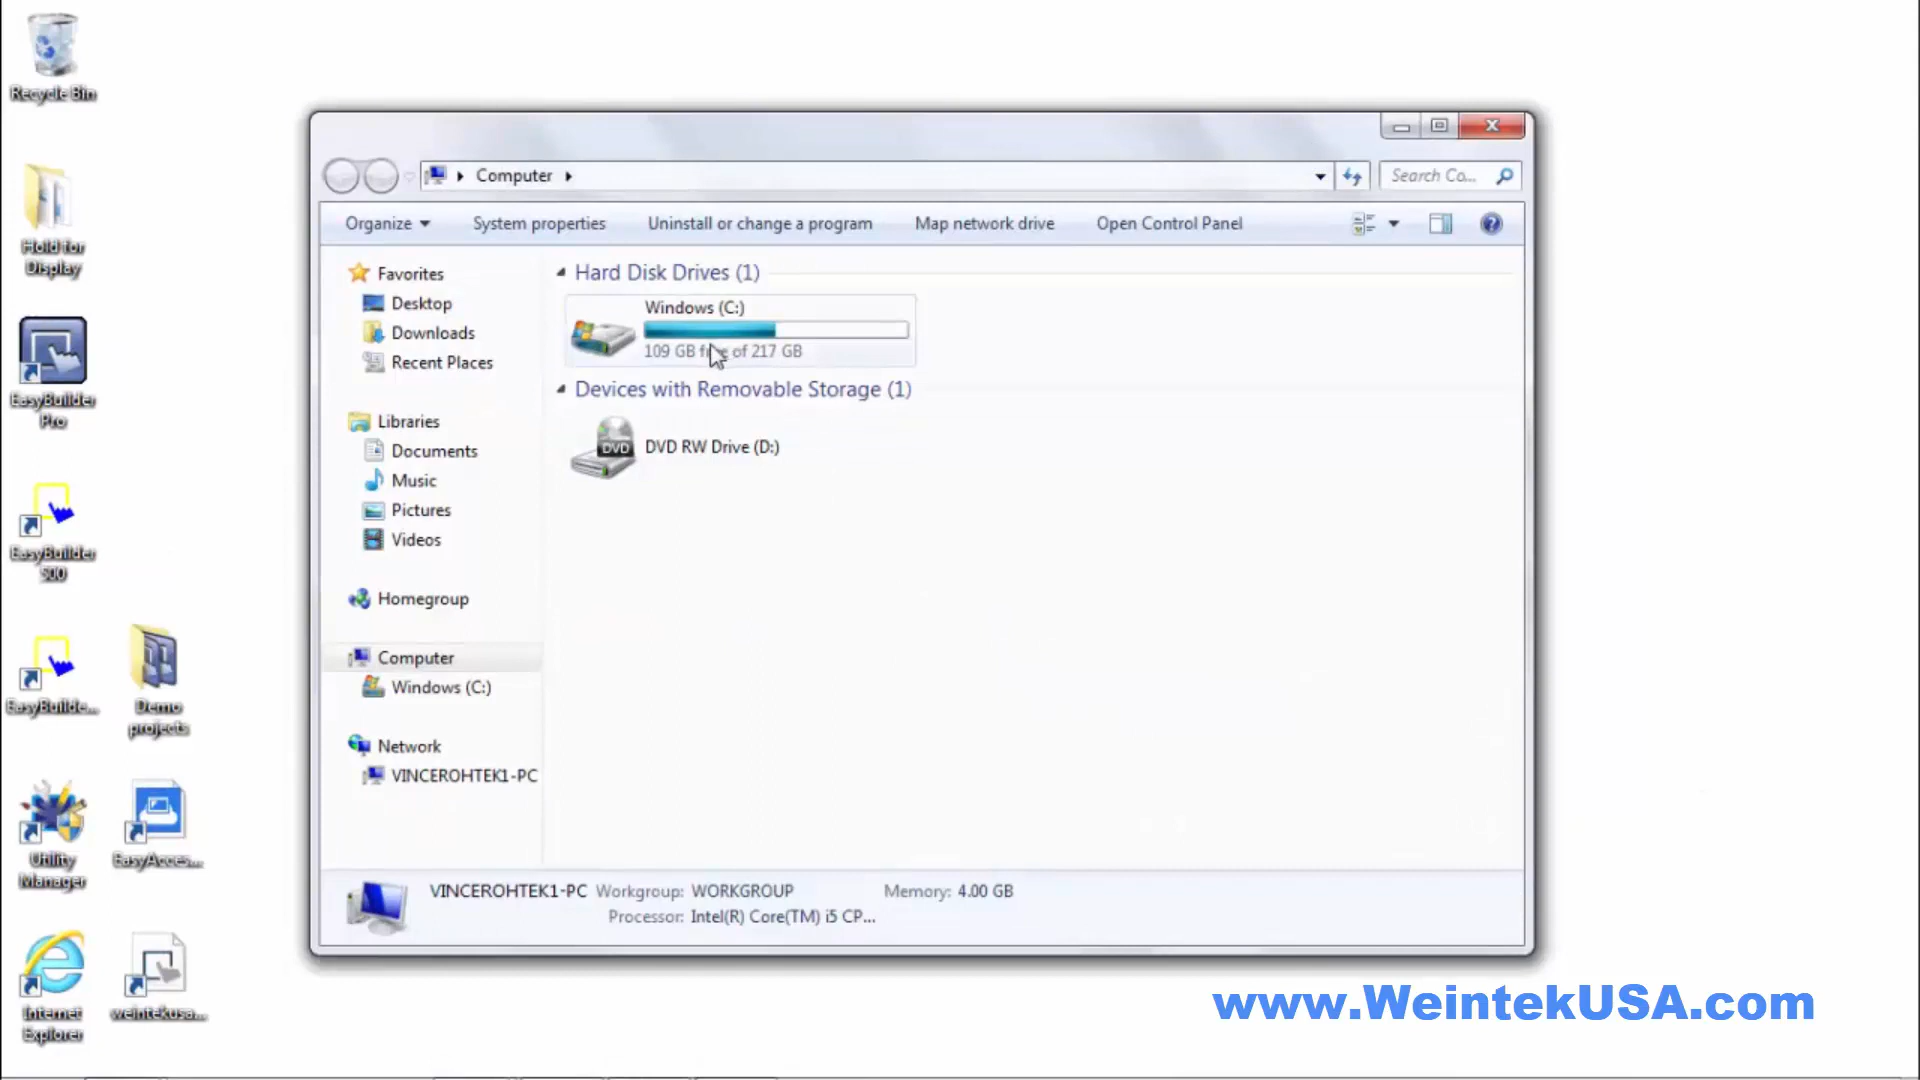 Recycle Bin
Hold for
Display
EasyBuilder
Pro
EasyBuilder
500
EasyBuilde...
Demo
projects
Utility
Manager
EasyAcces...
Internet
Explorer
weintekusa...
Computer
Search Co...
Organize
System properties
Uninstall or change a program
Map network drive
Open Control Panel
Favorites
Desktop
Downloads
Recent Places
Libraries
Documents
Music
Pictures
Videos
Homegroup
Computer
Windows (C:)
Network
VINCEROHTEK1-PC
Hard Disk Drives (1)
Windows (C:)
109 GB free of 217 GB
Devices with Removable Storage (1)
DVD
DVD RW Drive (D:)
VINCEROHTEK1-PC Workgroup: WORKGROUP Memory: 4.00 GB
Processor: Intel(R) Core(TM) i5 CP...
www.WeintekUSA.com